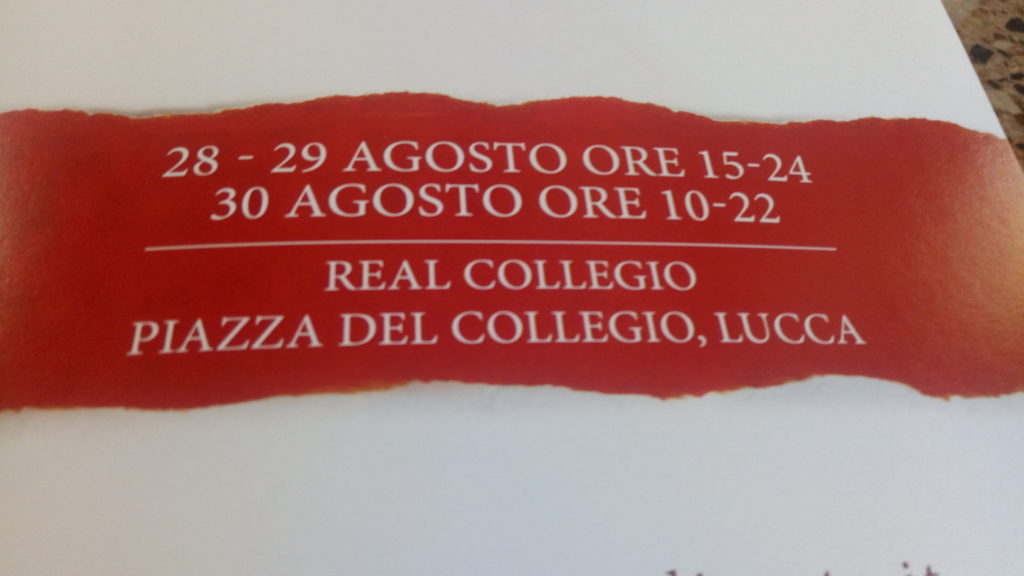 28 - 29 AGOSTO ORE 15-24
30 AGOSTO ORE 10-22
REAL COLLEGIO
PIAZZA DEL COLLEGIO, LUCCA